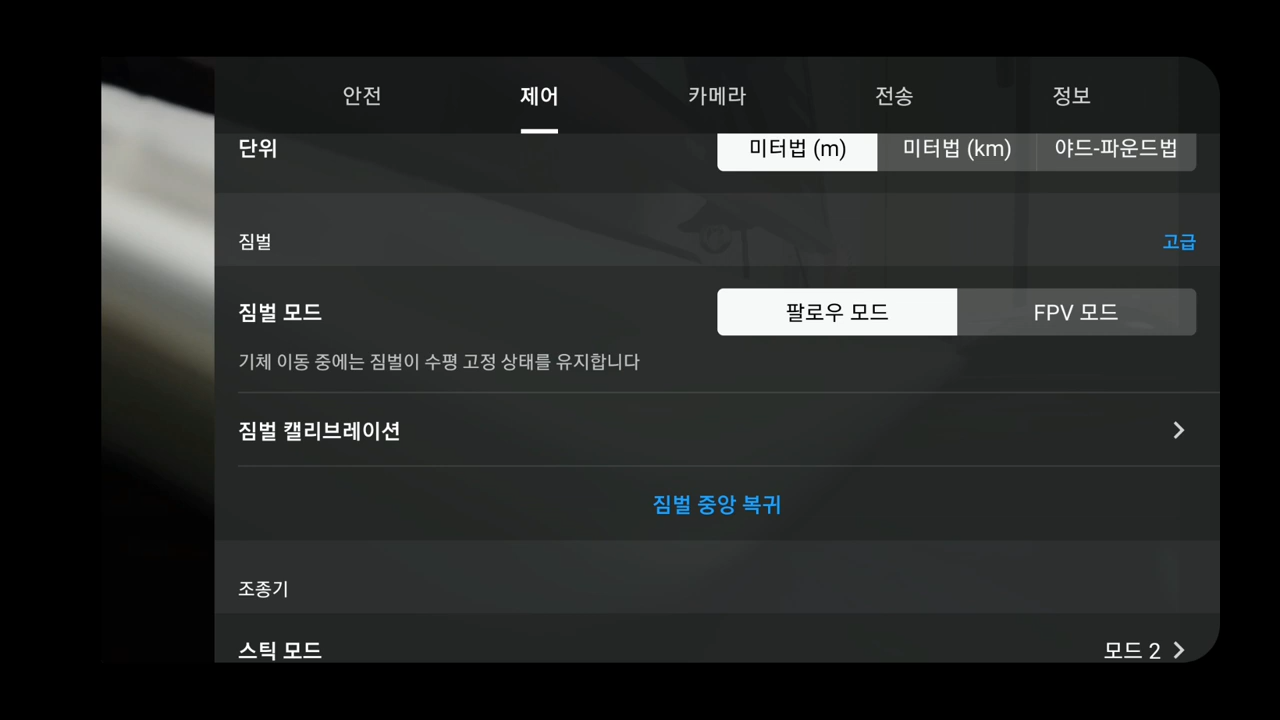 안전 제어 카메라 전송 정보
단위 미터법 (m) 미터법 (km) 야드-파운드법
짐벌 고급
짐벌 모드 팔로우 모드 FPV 모드
기체 이동 중에는 짐벌이 수평 고정 상태를 유지합니다
짐벌 캘리브레이션
짐벌 중앙 복귀
조종기
스틱 모드 모드 2